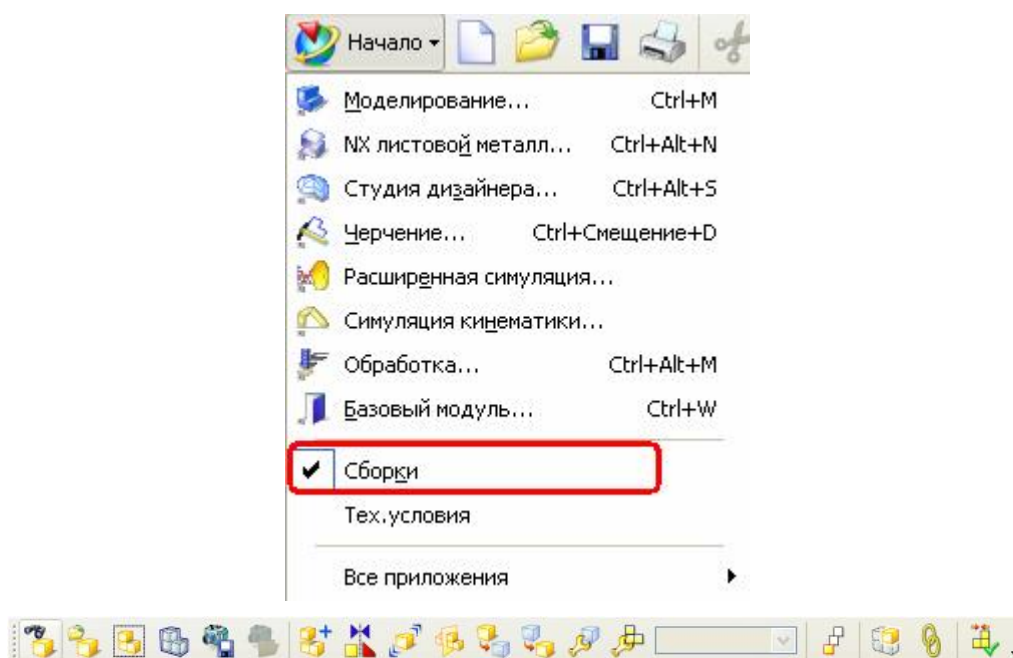 Начало
Моделирование... Ctrl+M
NX листовой металл... Ctrl+Alt+N
Студия дизайнера... Ctrl+Alt+S
Черчение... Ctrl+Смещение+D
Расширенная симуляция...
Симуляция кинематики...
Обработка... Ctrl+Alt+M
Базовый модуль... Ctrl+W
Сборки
Тех.условия
Все приложения